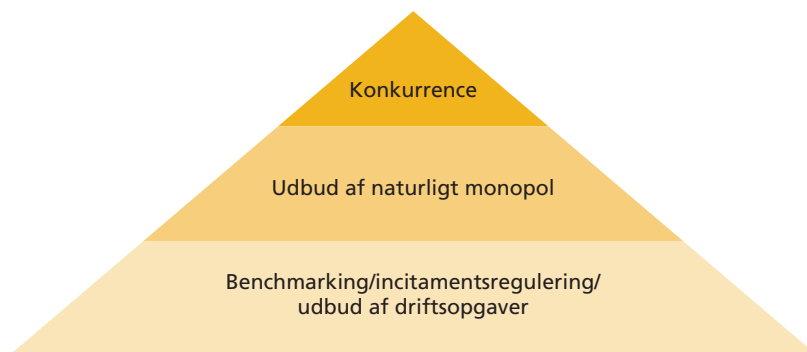 Konkurrence
Udbud af naturligt monopol
Benchmarking/incitamentsregulering/
udbud af driftsopgaver